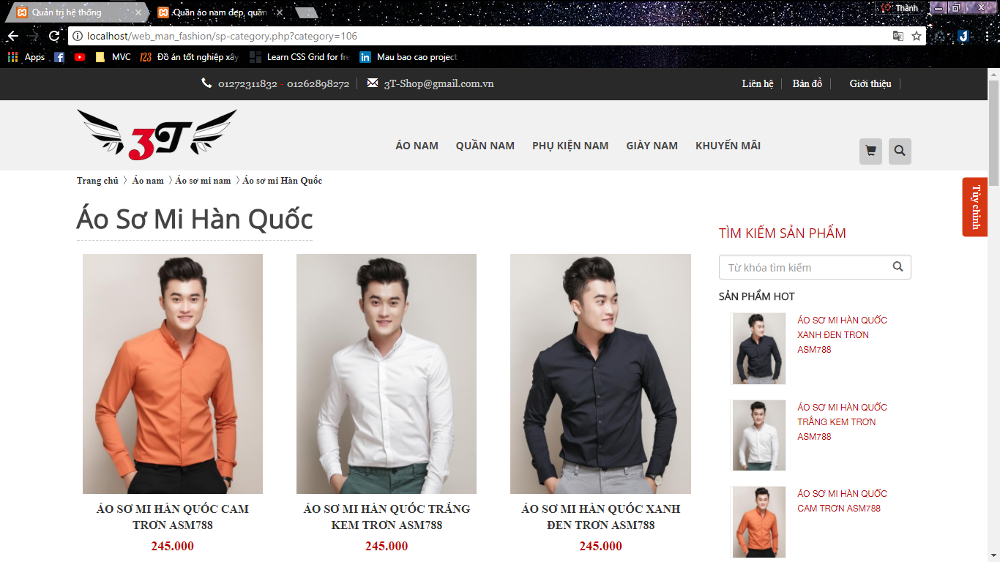 Quản trị hệ thống
Quần áo nam đẹp, quần
Thành
localhost/web_man_fashion/sp-category.php?category=106
Apps
MVC
123
Đồ án tốt nghiệp xây
Learn CSS Grid for fre
in
Mau bao cao project
01272311832 - 01262898272
3T-Shop@gmail.com.vn
Liên hệ
Bản đồ
Giới thiệu
3T
ÁO NAM
QUẦN NAM
PHỤ KIỆN NAM
GIÀY NAM
KHUYẾN MÃI
Trang chủ 〉 Áo nam 〉Áo sơ mi nam 〉Áo sơ mi Hàn Quốc
Tùy chỉnh
Áo Sơ Mi Hàn Quốc
TÌM KIẾM SẢN PHẨM
Từ khóa tìm kiếm
SẢN PHẨM HOT
ÁO SƠ MI HÀN QUỐC
XANH ĐEN TRƠN
ASM788
ÁO SƠ MI HÀN QUỐC
TRẮNG KEM TRƠN
ASM788
ÁO SƠ MI HÀN QUỐC
CAM TRƠN ASM788
ÁO SƠ MI HÀN QUỐC CAM
TRƠN ASM788
245.000
ÁO SƠ MI HÀN QUỐC TRẮNG
KEM TRƠN ASM788
245.000
ÁO SƠ MI HÀN QUỐC XANH
ĐEN TRƠN ASM788
245.000